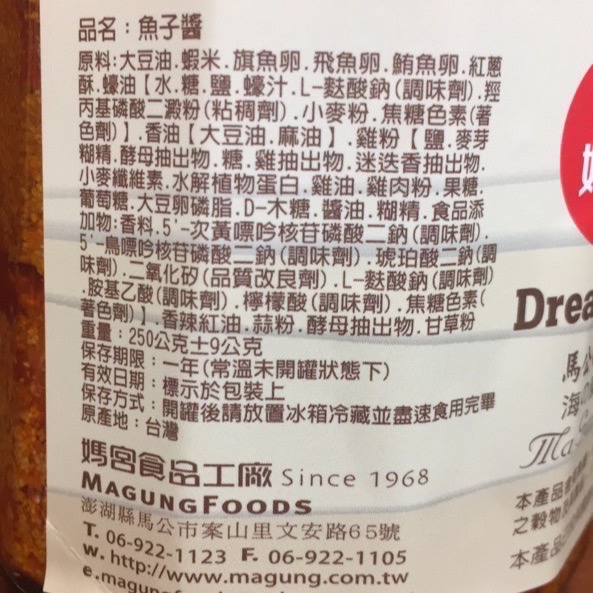 品名：魚子醬
原料:大豆油.蝦米.旗魚卵.飛魚卵.鮪魚卵.紅蔥
酥.蠔油【水.糖.鹽.蠔汁.L-麩酸鈉(調味劑).羥
丙基磷酸二澱粉(粘稠劑).小麥粉.焦糖色素(著
色劑)】.香油【大豆油.麻油】.雞粉【鹽.麥芽
糊精.酵母抽出物.糖.雞抽出物.迷迭香抽出物.
小麥纖維素.水解植物蛋白.雞油.雞肉粉.果糖.
葡萄糖.大豆卵磷脂.D-木糖.醬油.糊精.食品添
加物:香料.5'-次黃嘌呤核苷磷酸二鈉(調味劑).
5'-鳥嘌呤核苷磷酸二鈉(調味劑).琥珀酸二鈉(調
味劑).二氧化矽(品質改良劑).L-麩酸鈉(調味劑)
.胺基乙酸(調味劑).檸檬酸(調味劑).焦糖色素(
著色劑)】.香辣紅油.蒜粉.酵母抽出物.甘草粉
重量：250公克±9公克
保存期限：一年(常溫未開罐狀態下)
有效日期：標示於包裝上
保存方式：開罐後請放置冰箱冷藏並盡速食用完畢
原產地：台灣
媽宮食品工廠 Since 1968
MAGUNGFOODS
澎湖縣馬公市案山里文安路65號
T. 06-922-1123 F. 06-922-1105
w. http://www.magung.com.tw
Drea
馬公
海
Ma
本產品
之穀物
本產品